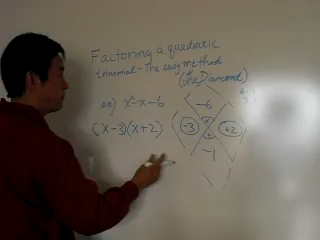 Factoring a quadratic
trinomial - The easy method
(The Diamond)
ex) x²-x-6
(x-3)(x+2)
-6
-3
+2
-1